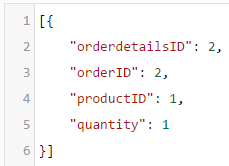 1 [{
2     "orderdetailsID": 2,
3     "orderID": 2,
4     "productID": 1,
5     "quantity": 1
6 }]